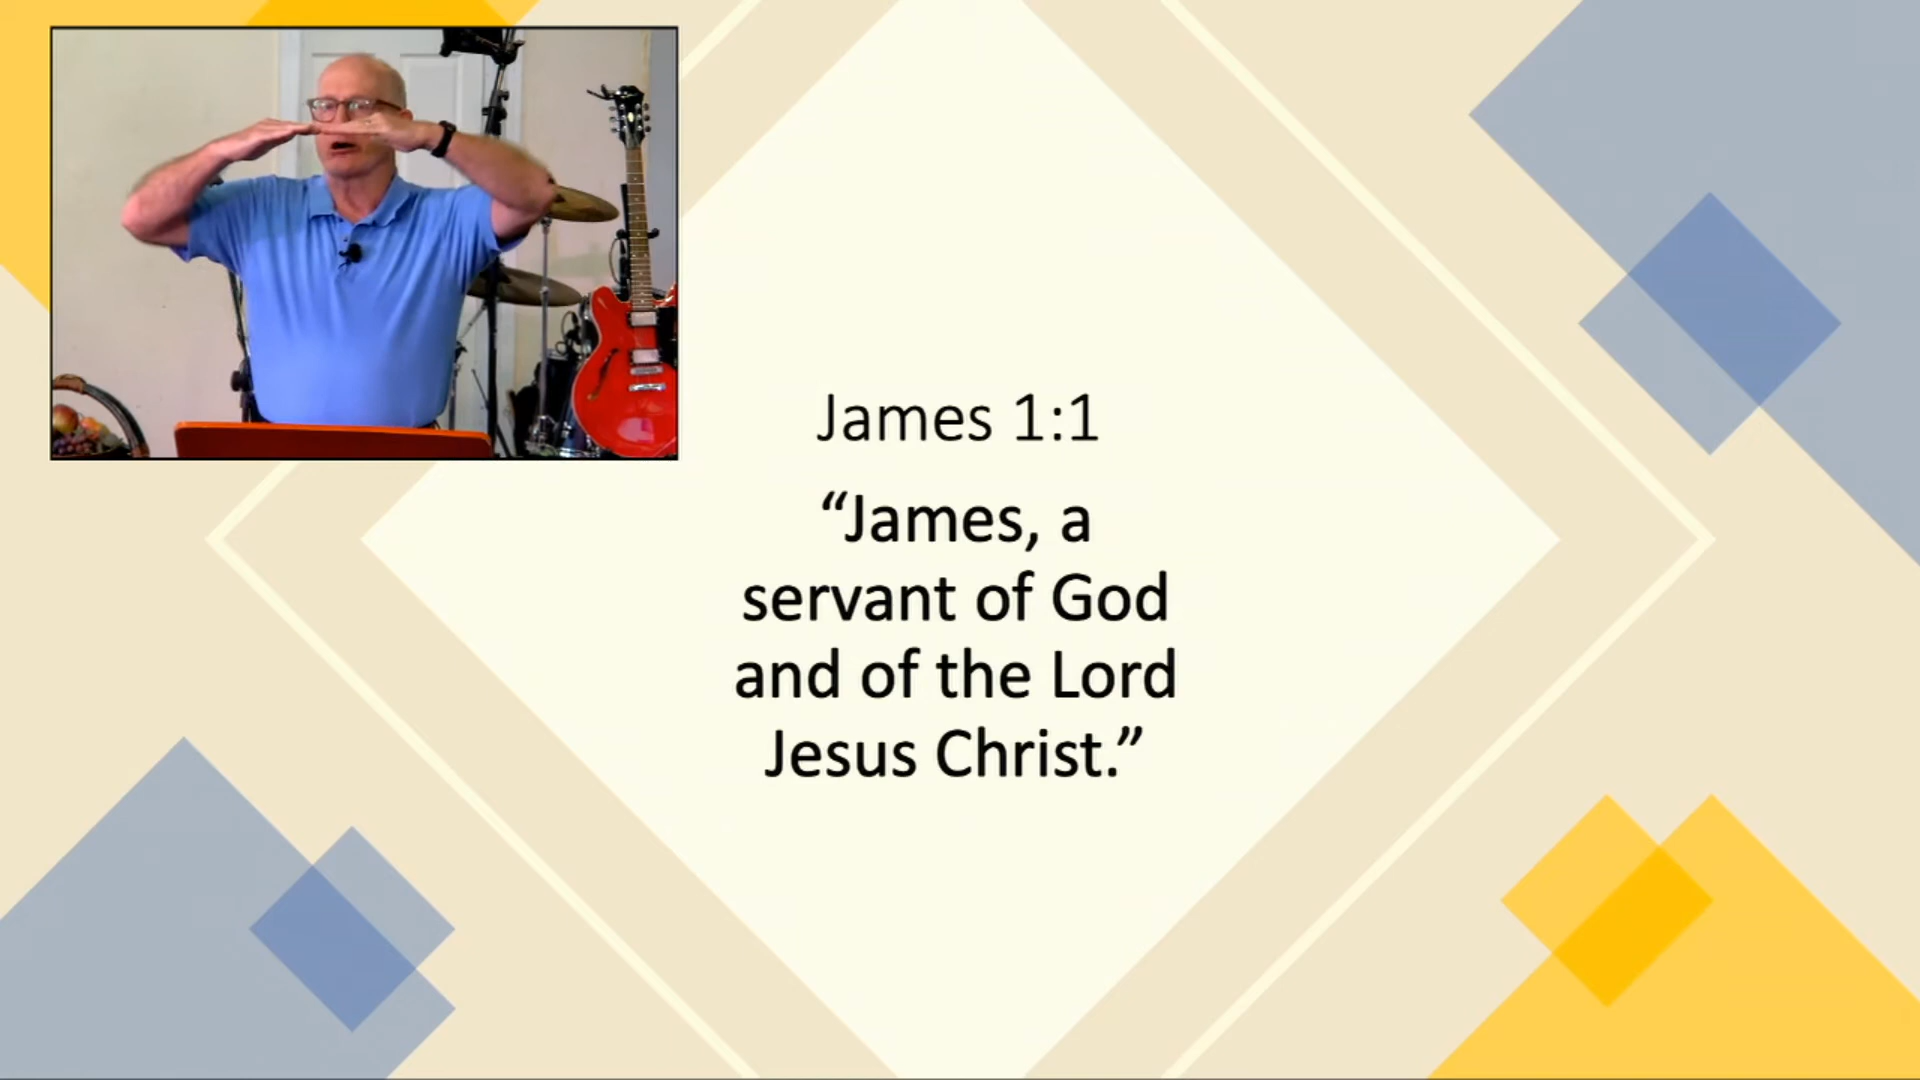 James 1:1
“James, a
servant of God
and of the Lord
Jesus Christ.”